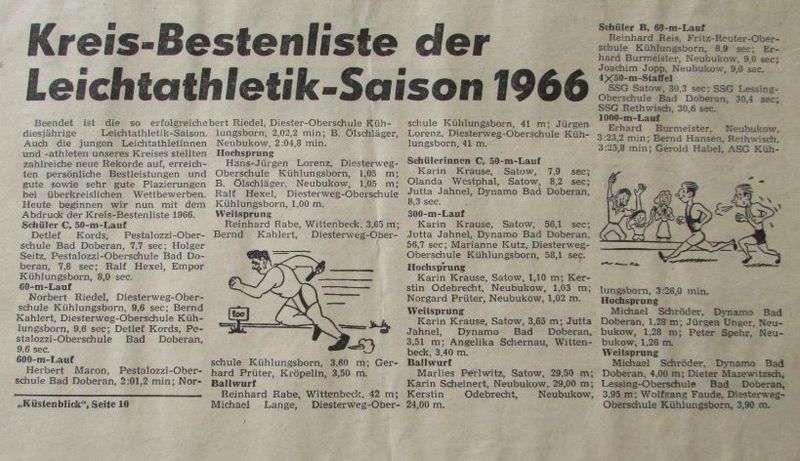 Kreis-Bestenliste der
Leichtathletik-Saison 1966
Beendet ist die so erfolgreiche
diesjährige Leichtathletik-Saison.
Auch die jungen Leichtathletinnen
und -athleten unseres Kreises stellten
zahlreiche neue Rekorde auf, erreich-
ten persönliche Bestleistungen und
gute sowie sehr gute Plazierungen
bei überkreislichen Wettbewerben.
Heute beginnen wir nun mit dem
Abdruck der Kreis-Bestenliste 1966.
Schüler C, 50-m-Lauf
Detlef Kords, Pestalozzi-Oberschule
Bad Doberan, 7,7 sec; Holger
Seitz, Pestalozzi-Oberschule Bad Do-
beran, 7,8 sec; Ralf Hexel, Empor
Kühlungsborn, 8,0 sec.
60-m-Lauf
Norbert Riedel, Diesterweg-Ober-
schule Kühlungsborn, 9,6 sec; Bernd
Kahlert, Diesterweg-Oberschule Küh-
lungsborn, 9,6 sec; Detlef Kords, Pe-
stalozzi-Oberschule Bad Doberan,
9,6 sec.
600-m-Lauf
Herbert Maron, Pestalozzi-Ober-
schule Bad Doberan, 2:01,2 min; Nor-
„Küstenblick", Seite 10
bert Riedel, Diester-Oberschule Küh-
lungsborn, 2,02,2 min; B. Ölschläger,
Neubukow, 2:04,8 min.
Hochsprung
Hans-Jürgen Lorenz, Diesterweg-
Oberschule Kühlungsborn, 1,05 m;
B. Ölschläger, Neubukow, 1,05 m;
Ralf Hexel, Diesterweg-Oberschule
Kühlungsborn, 1,00 m.
Weitsprung
Reinhard Rabe, Wittenbeck, 3,65 m;
Bernd Kahlert, Diesterweg-Ober-
100
schule Kühlungsborn, 3,60 m; Ger-
hard Prüter, Kröpelin, 3,50 m.
Ballwurf
Reinhard Rabe, Wittenbeck, 42 m;
Michael Lange, Diesterweg-Ober-
schule Kühlungsborn, 41 m; Jürgen
Lorenz, Diesterweg-Oberschule Küh-
lungsborn, 41 m.
Schülerinnen C, 50-m-Lauf
Karin Krause, Satow, 7,9 sec;
Olanda Westphal, Satow, 8,2 sec;
Jutta Jahnel, Dynamo Bad Doberan,
8,3 sec.
300-m-Lauf
Karin Krause, Satow, 56,1 sec;
Jutta Jahnel, Dynamo Bad Doberan,
56,7 sec; Marianne Kutz, Diesterweg-
Oberschule Kühlungsborn, 58,1 sec.
Hochsprung
Karin Krause, Satow, 1,10 m; Ker-
stin Odebrecht, Neubukow, 1,03 m;
Norgard Prüter, Neubukow, 1,02 m.
Weitsprung
Karin Krause, Satow, 3,65 m; Jutta
Jahnel, Dynamo Bad Doberan,
3,51 m; Angelika Schernau, Witten-
beck, 3,40 m.
Ballwurf
Marlies Perlwitz, Satow, 29,50 m;
Karin Scheinert, Neubukow, 29,00 m;
Kerstin Odebrecht, Neubukow,
24,00 m.
Schüler B, 60-m-Lauf
Reinhard Reis, Fritz-Reuter-Ober-
schule Kühlungsborn, 8,9 sec; Er-
hard Burmeister, Neubukow, 9,0 sec;
Joachim Jopp, Neubukow, 9,0 sec.
4×50-m-Staffel
SSG Satow, 30,3 sec; SSG Lessing-
Oberschule Bad Doberan, 30,4 sec;
SSG Rethwisch, 30,6 sec.
1000-m-Lauf
Erhard Burmeister, Neubukow,
3:23,2 min; Bernd Hansen, Rethwisch,
3:25,8 min; Gerold Habel, ASG Küh-
lungsborn, 3:26,0 min.
Hochsprung
Michael Schröder, Dynamo Bad
Doberan, 1,28 m; Jürgen Unger, Neu-
bukow, 1,28 m; Peter Spehr, Neu-
bukow, 1,26 m.
Weitsprung
Michael Schröder, Dynamo Bad
Doberan, 4,00 m; Dieter Mazewitzsch,
Lessing-Oberschule Bad Doberan,
3,95 m; Wolfgang Faude, Diesterweg-
Oberschule Kühlungsborn, 3,90 m.